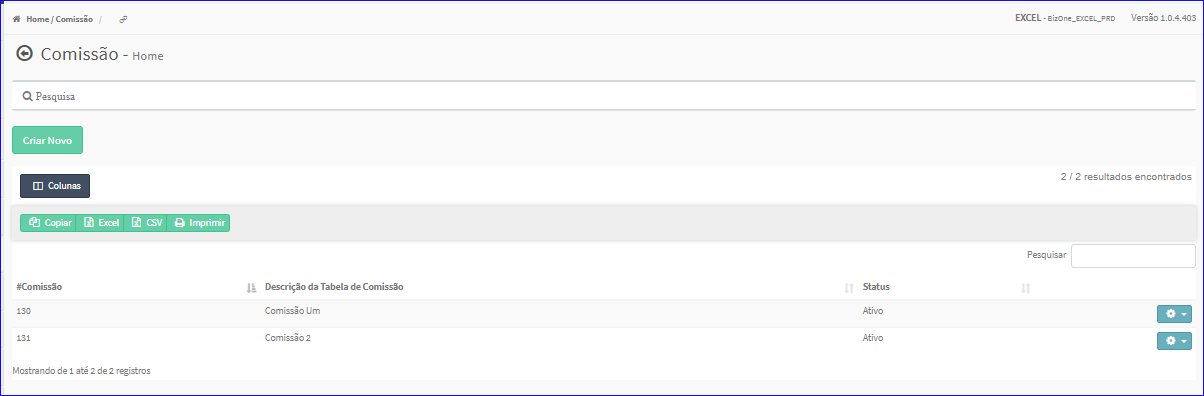 Home / Comissão / EXCEL - BizOne_EXCEL_PRD Versão 1.0.4.403
Comissão - Home
Pesquisa
Criar Novo
Colunas 2 / 2 resultados encontrados
Copiar Excel CSV Imprimir
Pesquisar
#Comissão Descrição da Tabela de Comissão Status
130 Comissão Um Ativo
131 Comissão 2 Ativo
Mostrando de 1 até 2 de 2 registros